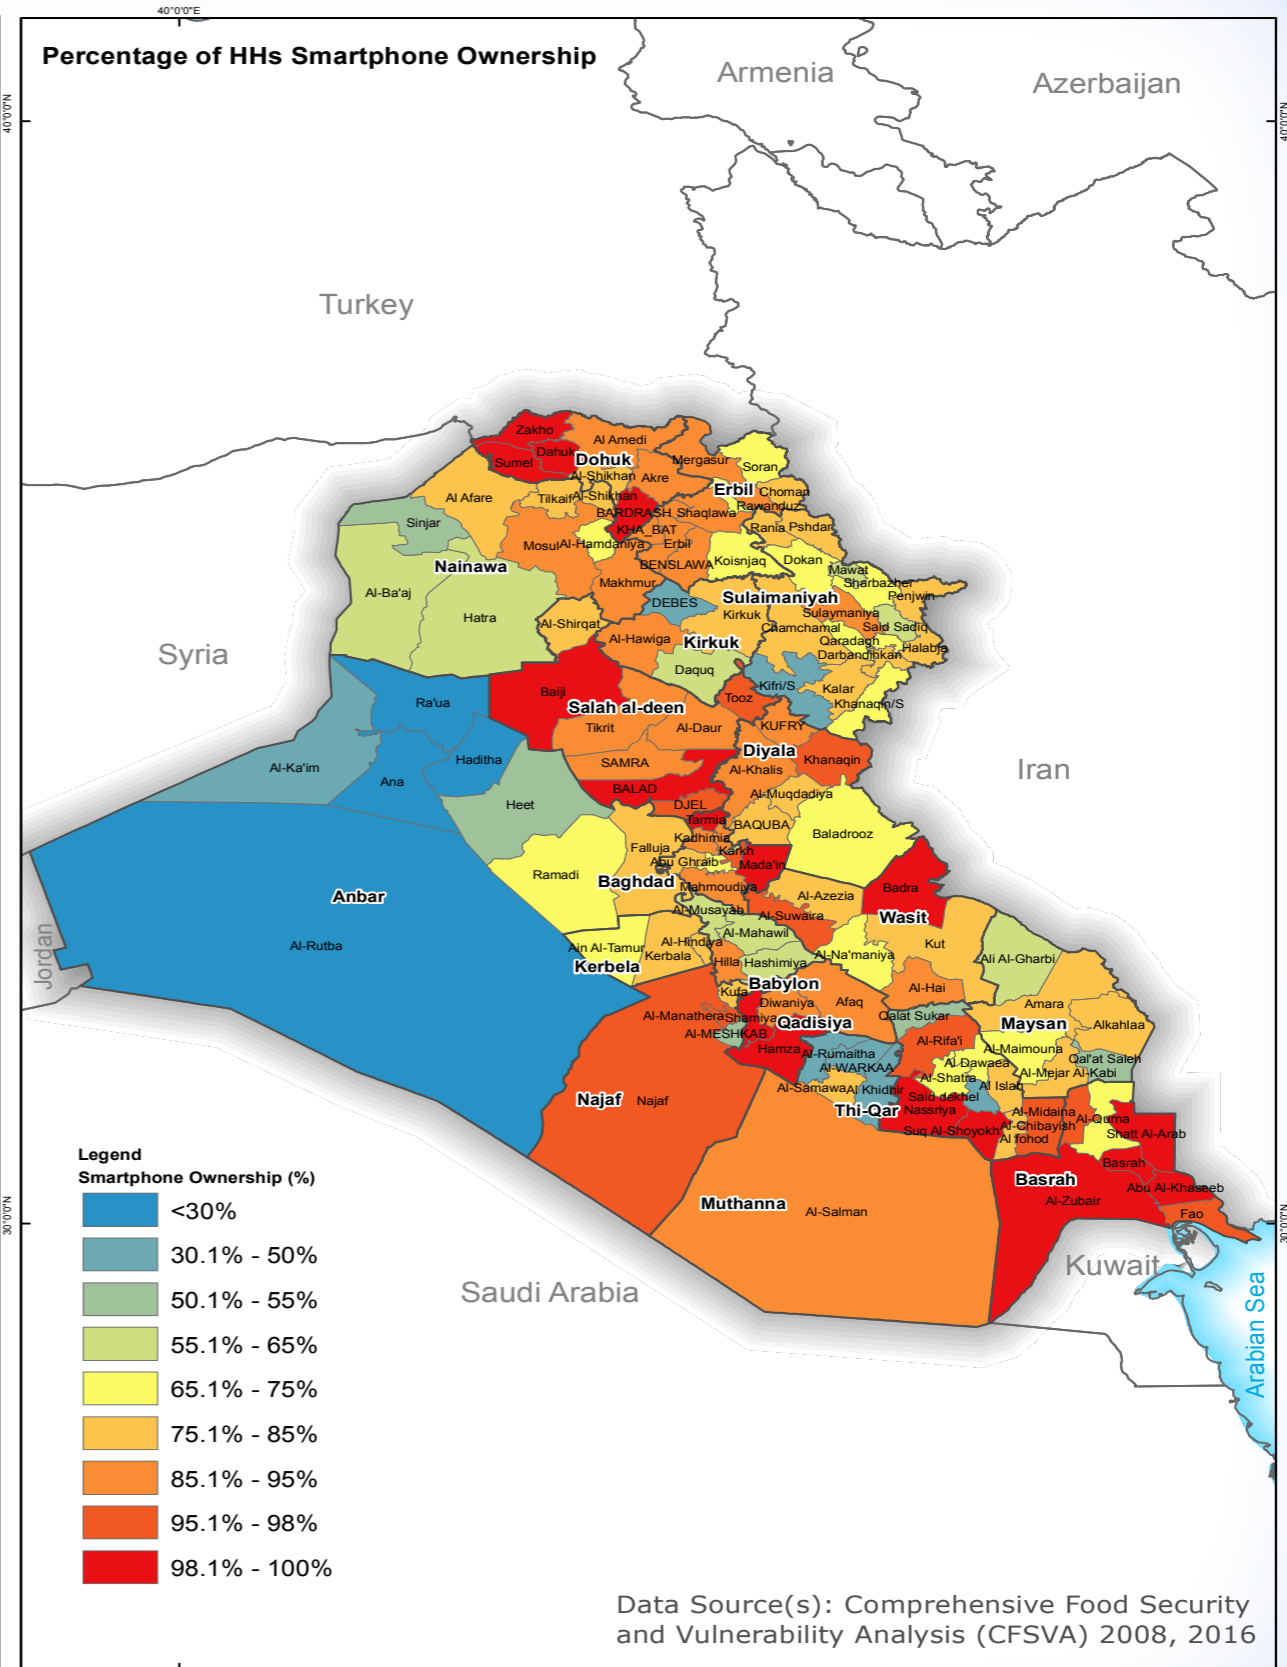 40°0'0"E
Percentage of HHs Smartphone Ownership
Armenia
Azerbaijan
40°0'0"N
40°0'0"N
Turkey
Zakho
Al Amedi
Dahuk
Sumel
Dohuk
Mergasur
Soran
Al-Shikhan
Akre
Erbil
Choman
Al Afare
Tilkaif
Al-Shikhan
Rawanduz
BARDRASH
Shaqlawa
Sinjar
KHA_BAT
Rania
Pshdar
Mosul
Al-Hamdaniya
Erbil
Nainawa
BENSLAWA
Koisnjaq
Dokan
Mawat
Makhmur
Sharbazher
Al-Ba'aj
DEBES
Sulaimaniyah
Penjwin
Hatra
Kirkuk
Sulaymaniya
Al-Shirqat
Chamchamal
Said Sadiq
Al-Hawiga
Kirkuk
Qaradagh
Halabja
Syria
Darbandihkan
Daquq
Kifri/S
Kalar
Baiji
Tooz
Khanaqin/S
Ra'ua
Salah al-deen
Tikrit
Al-Daur
KUFRY
Diyala
Haditha
SAMRA
Khanaqin
Al-Ka'im
Al-Khalis
Iran
Ana
BALAD
Al-Muqdadiya
Heet
DJEL
Tarmia
BAQUBA
Baladrooz
Kadhimia
Falluja
Karkh
Abu Ghraib
Mada'in
Ramadi
Baghdad
Mahmoudiya
Badra
Anbar
Al-Azezia
Al-Musayab
Al-Suwaira
Wasit
Al-Mahawil
Jordan
Al-Rutba
Ain Al-Tamur
Al-Hindiya
Kut
Kerbala
Al-Na'maniya
Kerbela
Hilla
Hashimiya
Ali Al-Gharbi
Babylon
Al-Hai
Kufa
Diwaniya
Afaq
Amara
Al-Manathera
Shamiya
Qadisiya
Qalat Sukar
Maysan
Alkahlaa
Al-MESHKAB
Al-Rifa'i
Hamza
Al-Rumaitha
Al-Maimouna
Qal'at Saleh
Al-WARKAA
Al Dawaea
Al-Mejar Al-Kabi
Al-Samawa
Al Khidhir
Al-Shatra
Al Islah
Najaf
Najaf
Said dekhel
Thi-Qar
Nassriya
Al-Midaina
Al-Qurna
Suq Al-Shoyokh
Al-Chibayish
Al fohod
Shatt Al-Arab
Basrah
Legend
Basrah
Smartphone Ownership (%)
Abu Al-Khaseeb
Muthanna
Al-Zubair
Al-Salman
Fao
30°0'0"N
30°0'0"N
<30%
30.1% - 50%
Kuwait
50.1% - 55%
Saudi Arabia
55.1% - 65%
Arabian Sea
65.1% - 75%
75.1% - 85%
85.1% - 95%
95.1% - 98%
98.1% - 100%
Data Source(s): Comprehensive Food Security
and Vulnerability Analysis (CFSVA) 2008, 2016